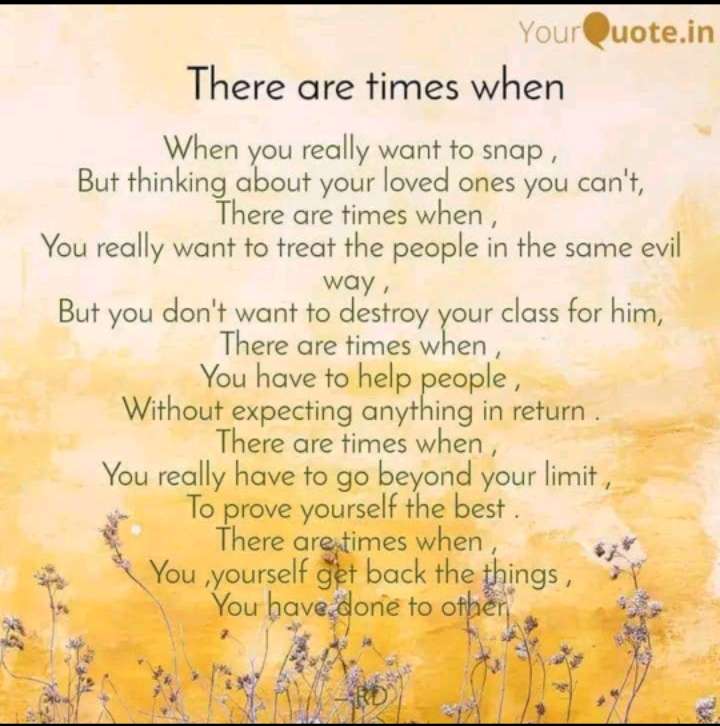 YourQuote.in
There are times when
When you really want to snap ,
But thinking about your loved ones you can't,
There are times when ,
You really want to treat the people in the same evil
way ,
But you don't want to destroy your class for him,
There are times when ,
You have to help people ,
Without expecting anything in return .
There are times when ,
You really have to go beyond your limit ,
To prove yourself the best .
There are times when ,
You ,yourself get back the things ,
You have done to other
- RD